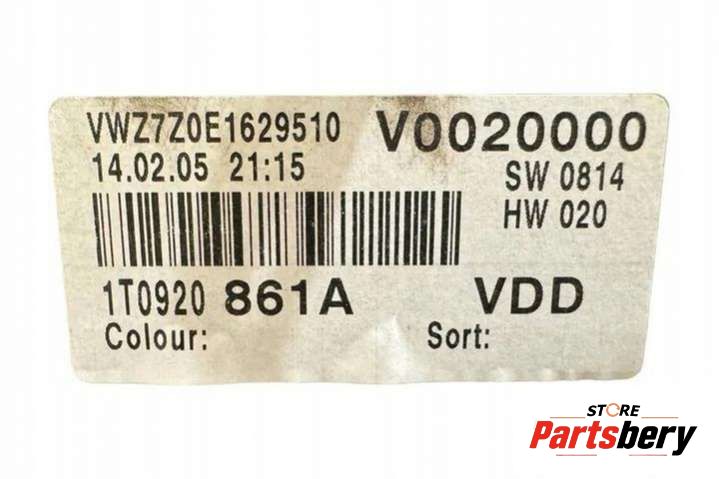 VWZ7Z0E1629510 V0020000
14.02.05 21:15 SW 0814
HW 020
1T0920 861A VDD
Colour: Sort:
STORE
Partsbery